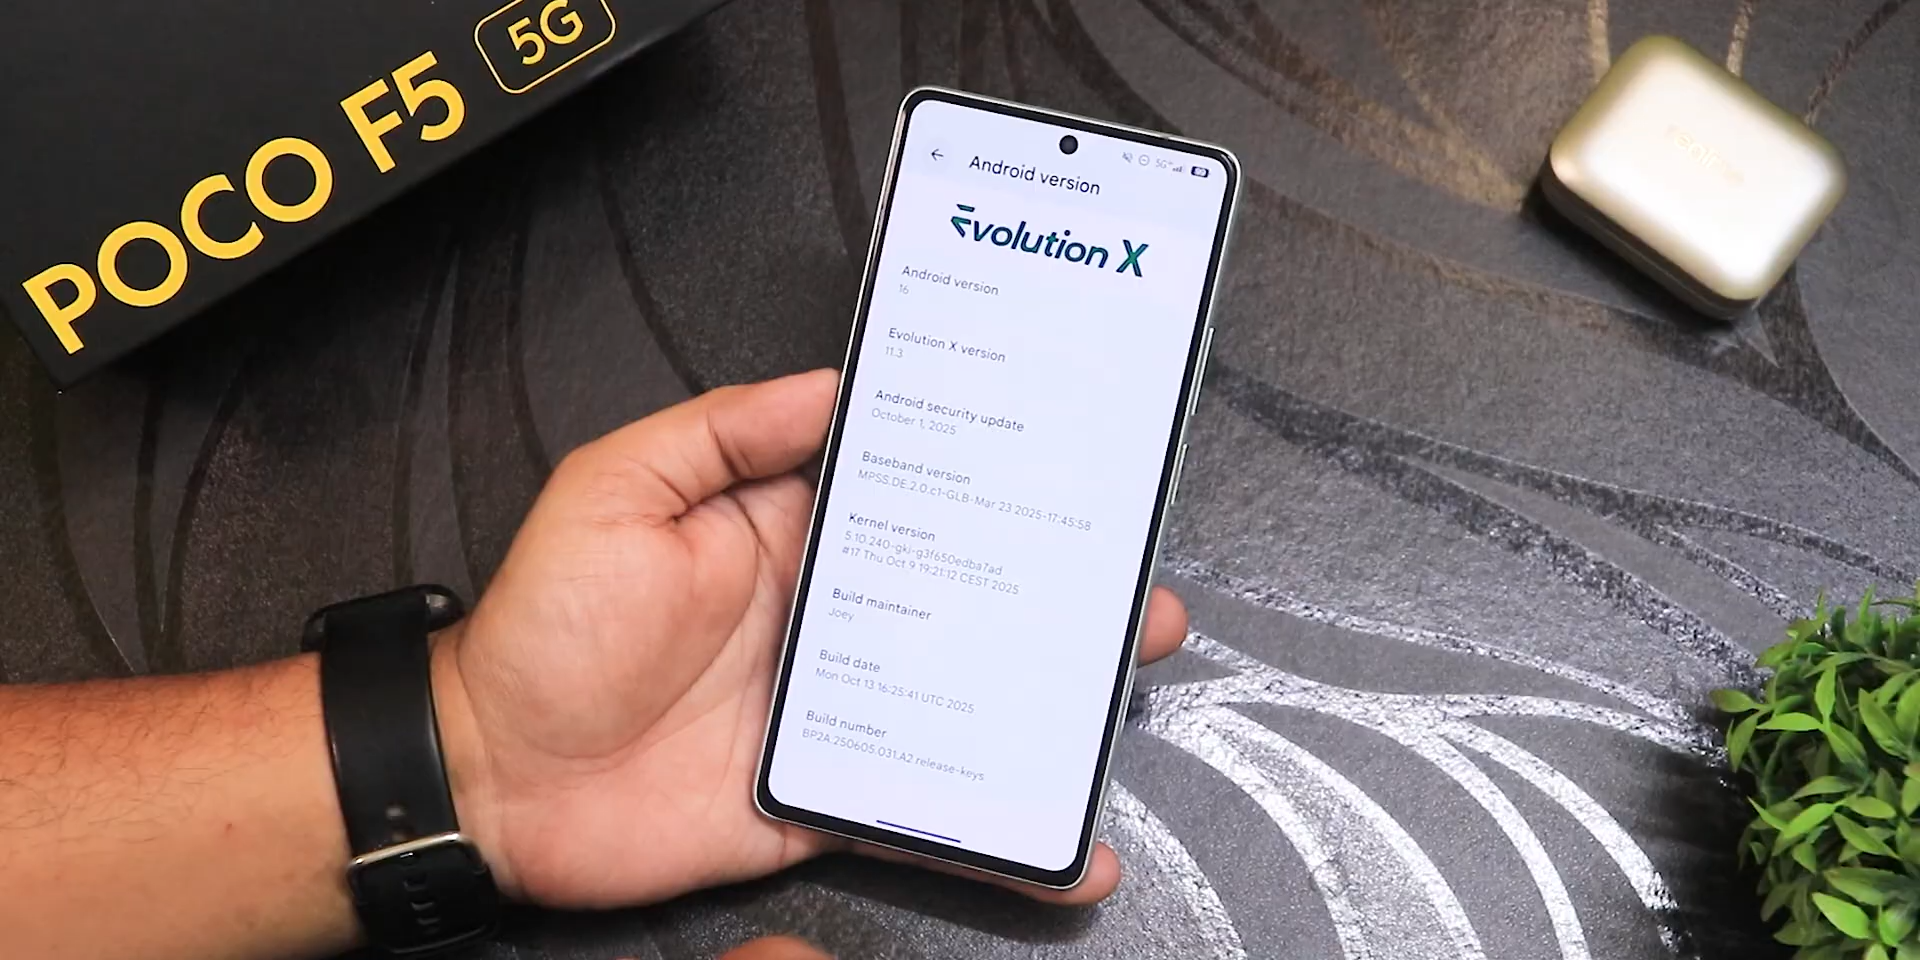 POCO F5 5G
5G+ 80
Android version
Evolution X
Android version
16
Evolution X version
11.3
Android security update
October 1, 2025
Baseband version
MPSS.DE.2.0.c1-GLB-Mar 23 2025-17:45:58
Kernel version
5.10.240-gki-g3f650edba7ad
#17 Thu Oct 9 19:21:12 CEST 2025
Build maintainer
Joey
Build date
Mon Oct 13 16:25:41 UTC 2025
Build number
BP2A.250605.031.A2.release-keys
realme